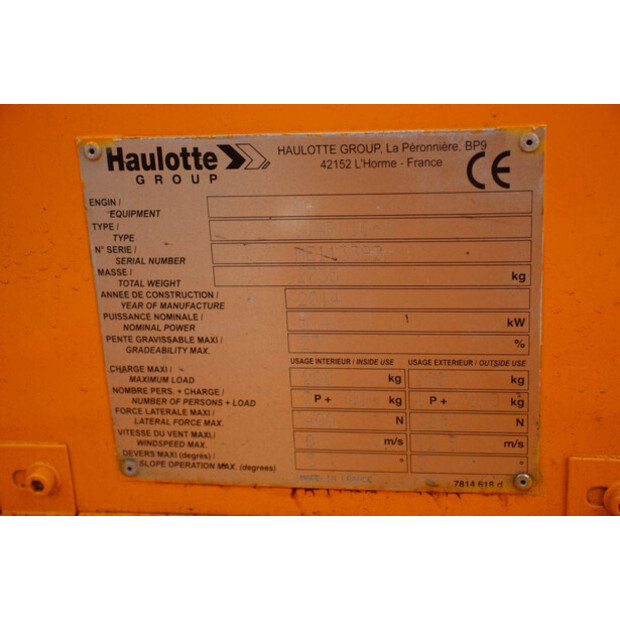 Haulotte
GROUP
HAULOTTE GROUP, La Péronnière, BP9
42152 L'Horme - France
CE
ENGIN /
EQUIPMENT
TYPE /
TYPE
N° SERIE /
SERIAL NUMBER
MASSE /
TOTAL WEIGHT
kg
ANNEE DE CONSTRUCTION /
YEAR OF MANUFACTURE
PUISSANCE NOMINALE /
NOMINAL POWER
kW
PENTE GRAVISSABLE MAXI /
GRADEABILITY MAX.
%
USAGE INTERIEUR / INSIDE USE USAGE EXTERIEUR / OUTSIDE USE
CHARGE MAXI /
MAXIMUM LOAD
kg kg
NOMBRE PERS. + CHARGE /
NUMBER OF PERSONS + LOAD
P + kg P + kg
FORCE LATERALE MAXI /
LATERAL FORCE MAX.
N N
VITESSE DU VENT MAXI /
WINDSPEED MAX.
0 m/s m/s
DEVERS MAXI (degrés) /
SLOPE OPERATION MAX. (degrees)
° °
MADE IN FRANCE
7814 618 d